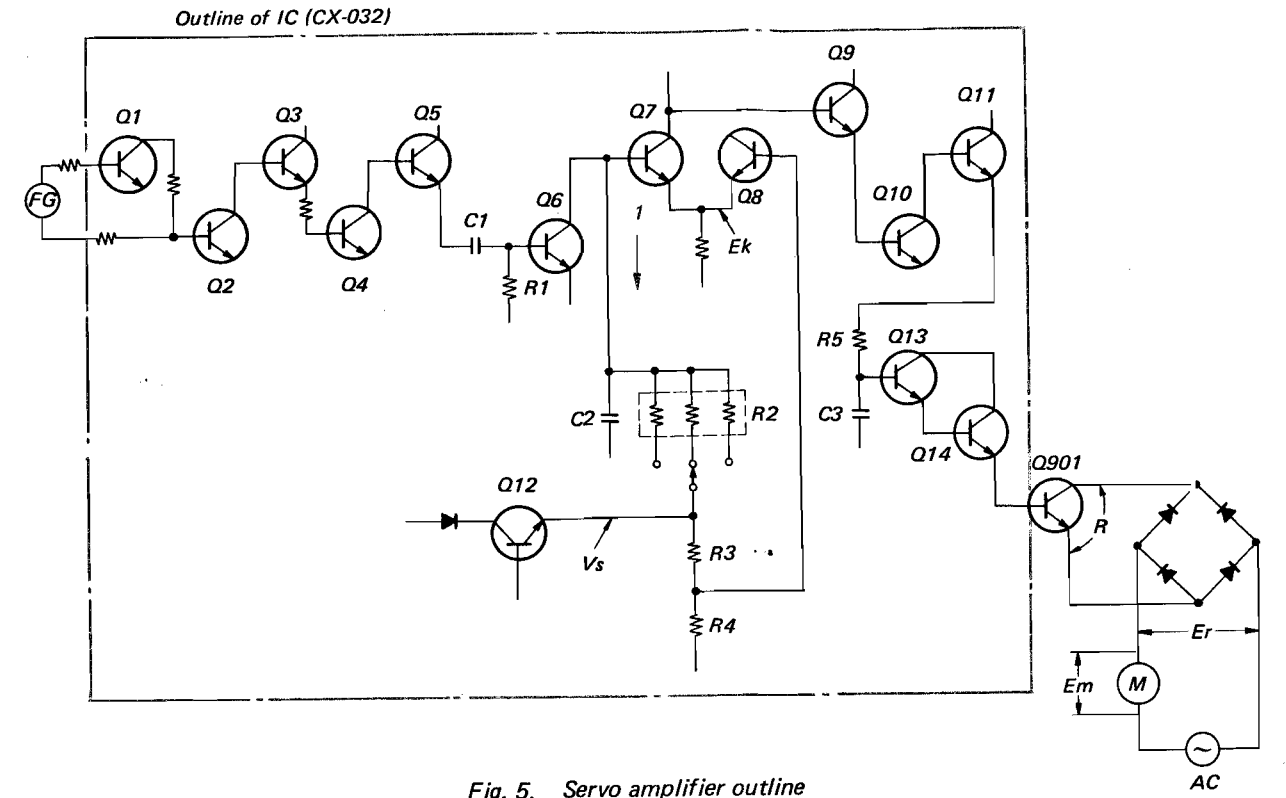 Outline of IC (CX-032)
Q1
Q3
Q5
Q7
Q9
Q11
FG
Q2
Q4
C1
Q6
R1
1
Q8
Ek
Q10
C2
R2
R5
Q13
C3
Q14
Q12
Vs
R3
R4
Q901
R
Er
Em
M
~
AC
Fig. 5. Servo amplifier outline